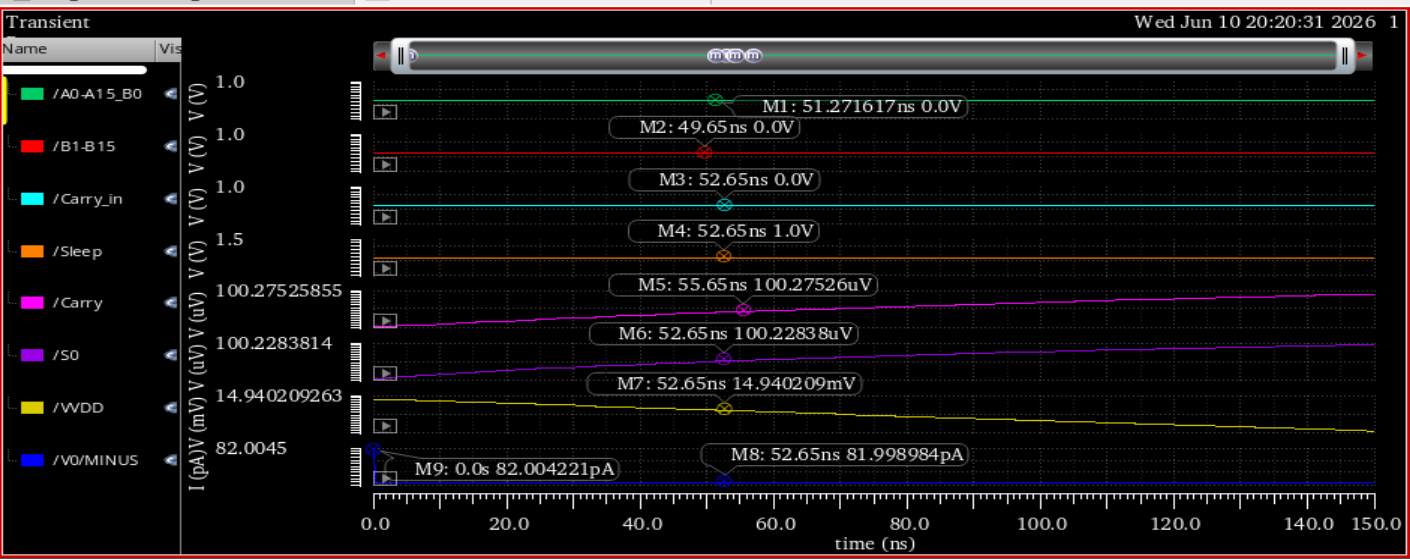 Transient
Wed Jun 10 20:20:31 2026 1
Name Vis
/A0-A15_B0
V (V)
1.0
M1: 51.271617ns 0.0V
/B1-B15
V (V)
1.0
M2: 49.65ns 0.0V
/Carry_in
V (V)
1.0
M3: 52.65ns 0.0V
/Sleep
V (V)
1.5
M4: 52.65ns 1.0V
/Carry
V (uV)
100.27525855
M5: 55.65ns 100.27526uV
/S0
V (uV)
100.2283814
M6: 52.65ns 100.22838uV
/VVDD
V (mV)
14.940209263
M7: 52.65ns 14.940209mV
/V0/MINUS
I (pA)
82.0045
M8: 52.65ns 81.998984pA
M9: 0.0s 82.004221pA
0.0 20.0 40.0 60.0 80.0 100.0 120.0 140.0 150.0
time (ns)